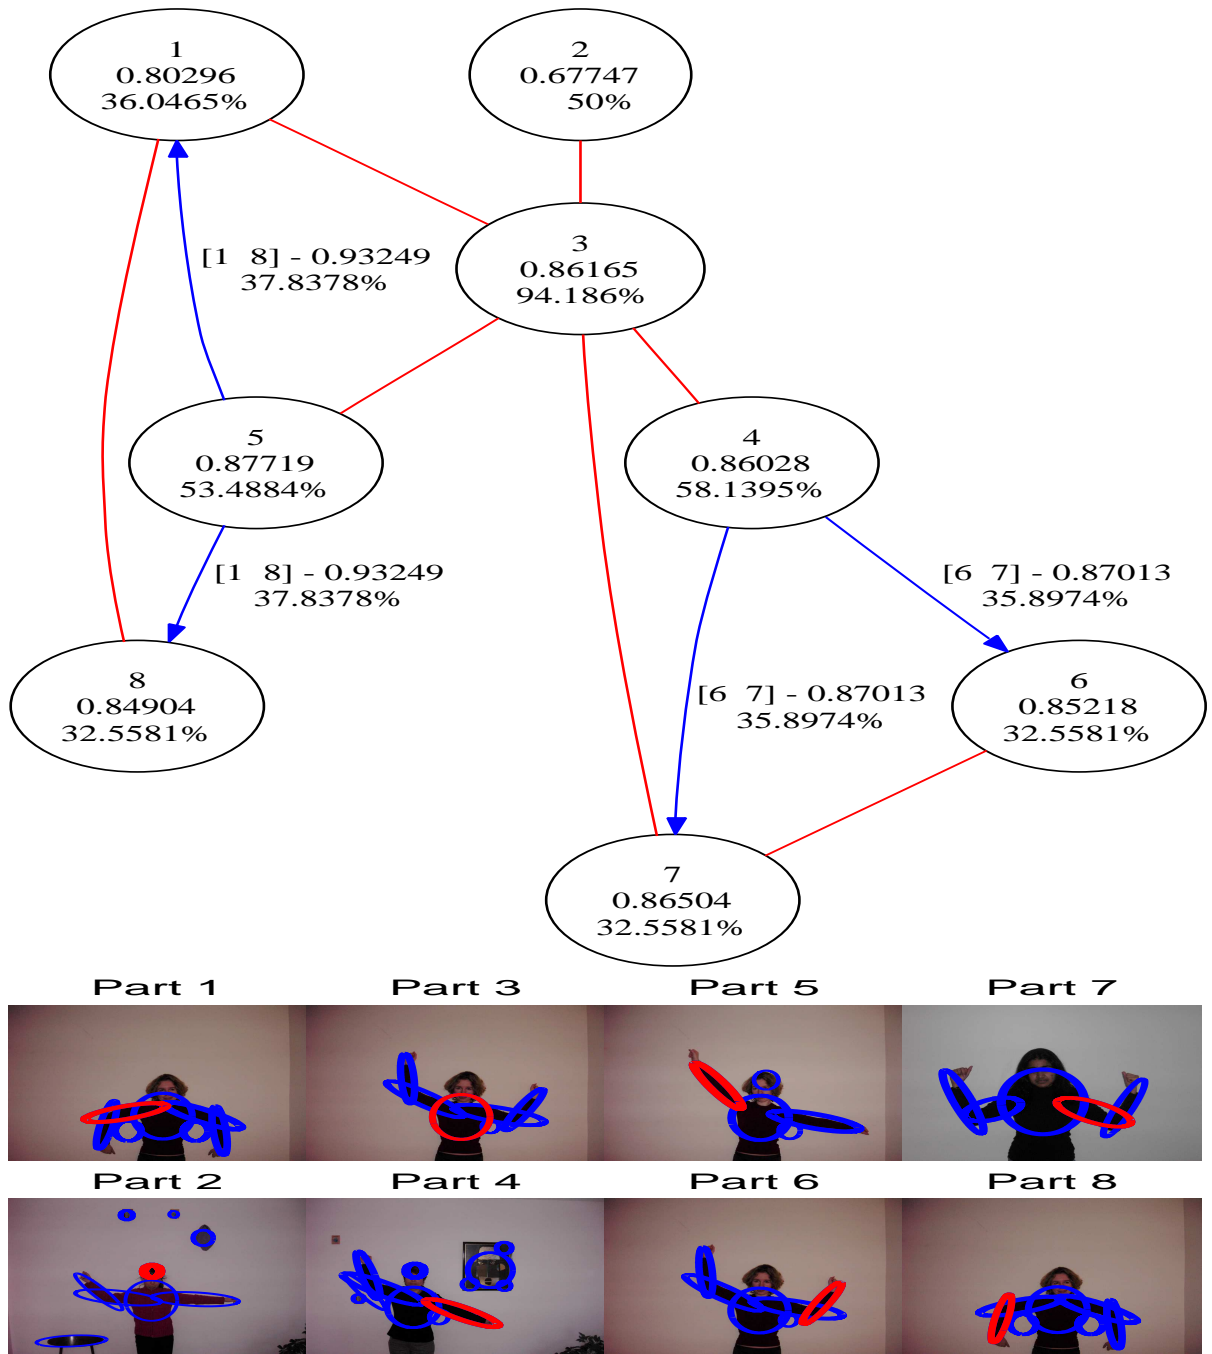 1
0.80296
36.0465%
2
0.67747
50%
3
0.86165
94.186%
[1 8] - 0.93249
37.8378%
5
0.87719
53.4884%
4
0.86028
58.1395%
[1 8] - 0.93249
37.8378%
[6 7] - 0.87013
35.8974%
8
0.84904
32.5581%
[6 7] - 0.87013
35.8974%
6
0.85218
32.5581%
7
0.86504
32.5581%
Part 1
Part 3
Part 5
Part 7
Part 2
Part 4
Part 6
Part 8